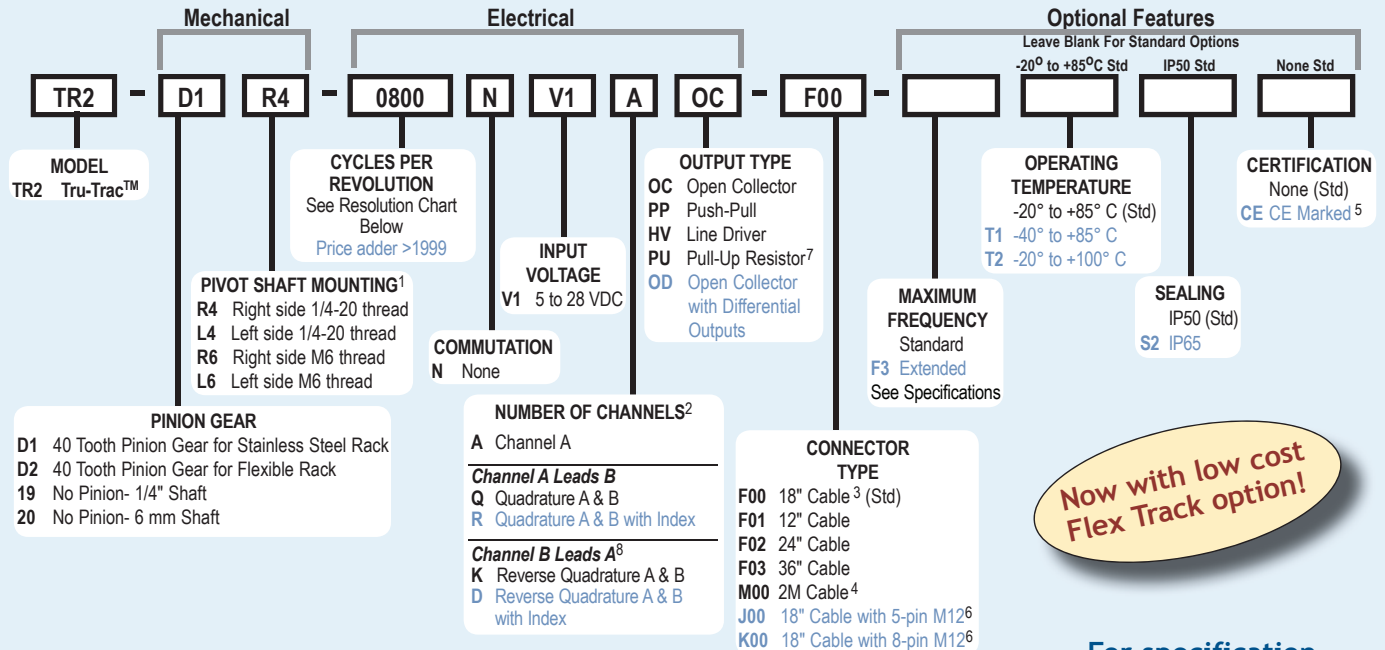 Mechanical
Electrical
Optional Features
Leave Blank For Standard Options
-20⁰ to +85⁰C Std
IP50 Std
None Std
TR2 - D1 R4 - 0800 N V1 A OC - F00 -
MODEL
TR2 Tru-Trac™
CYCLES PER
REVOLUTION
See Resolution Chart
Below
Price adder >1999
OUTPUT TYPE
OC Open Collector
PP Push-Pull
HV Line Driver
PU Pull-Up Resistor⁷
OD Open Collector
with Differential
Outputs
OPERATING
TEMPERATURE
-20° to +85° C (Std)
T1 -40° to +85° C
T2 -20° to +100° C
CERTIFICATION
None (Std)
CE CE Marked ⁵
INPUT
VOLTAGE
V1 5 to 28 VDC
PIVOT SHAFT MOUNTING¹
R4 Right side 1/4-20 thread
L4 Left side 1/4-20 thread
R6 Right side M6 thread
L6 Left side M6 thread
MAXIMUM
FREQUENCY
Standard
F3 Extended
See Specifications
SEALING
IP50 (Std)
S2 IP65
COMMUTATION
N None
PINION GEAR
D1 40 Tooth Pinion Gear for Stainless Steel Rack
D2 40 Tooth Pinion Gear for Flexible Rack
19 No Pinion- 1/4" Shaft
20 No Pinion- 6 mm Shaft
NUMBER OF CHANNELS²
A Channel A
Channel A Leads B
Q Quadrature A & B
R Quadrature A & B with Index
Channel B Leads A⁸
K Reverse Quadrature A & B
D Reverse Quadrature A & B
with Index
CONNECTOR
TYPE
F00 18" Cable ³ (Std)
F01 12" Cable
F02 24" Cable
F03 36" Cable
M00 2M Cable⁴
J00 18" Cable with 5-pin M12⁶
K00 18" Cable with 8-pin M12⁶
Now with low cost
Flex Track option!
For specification